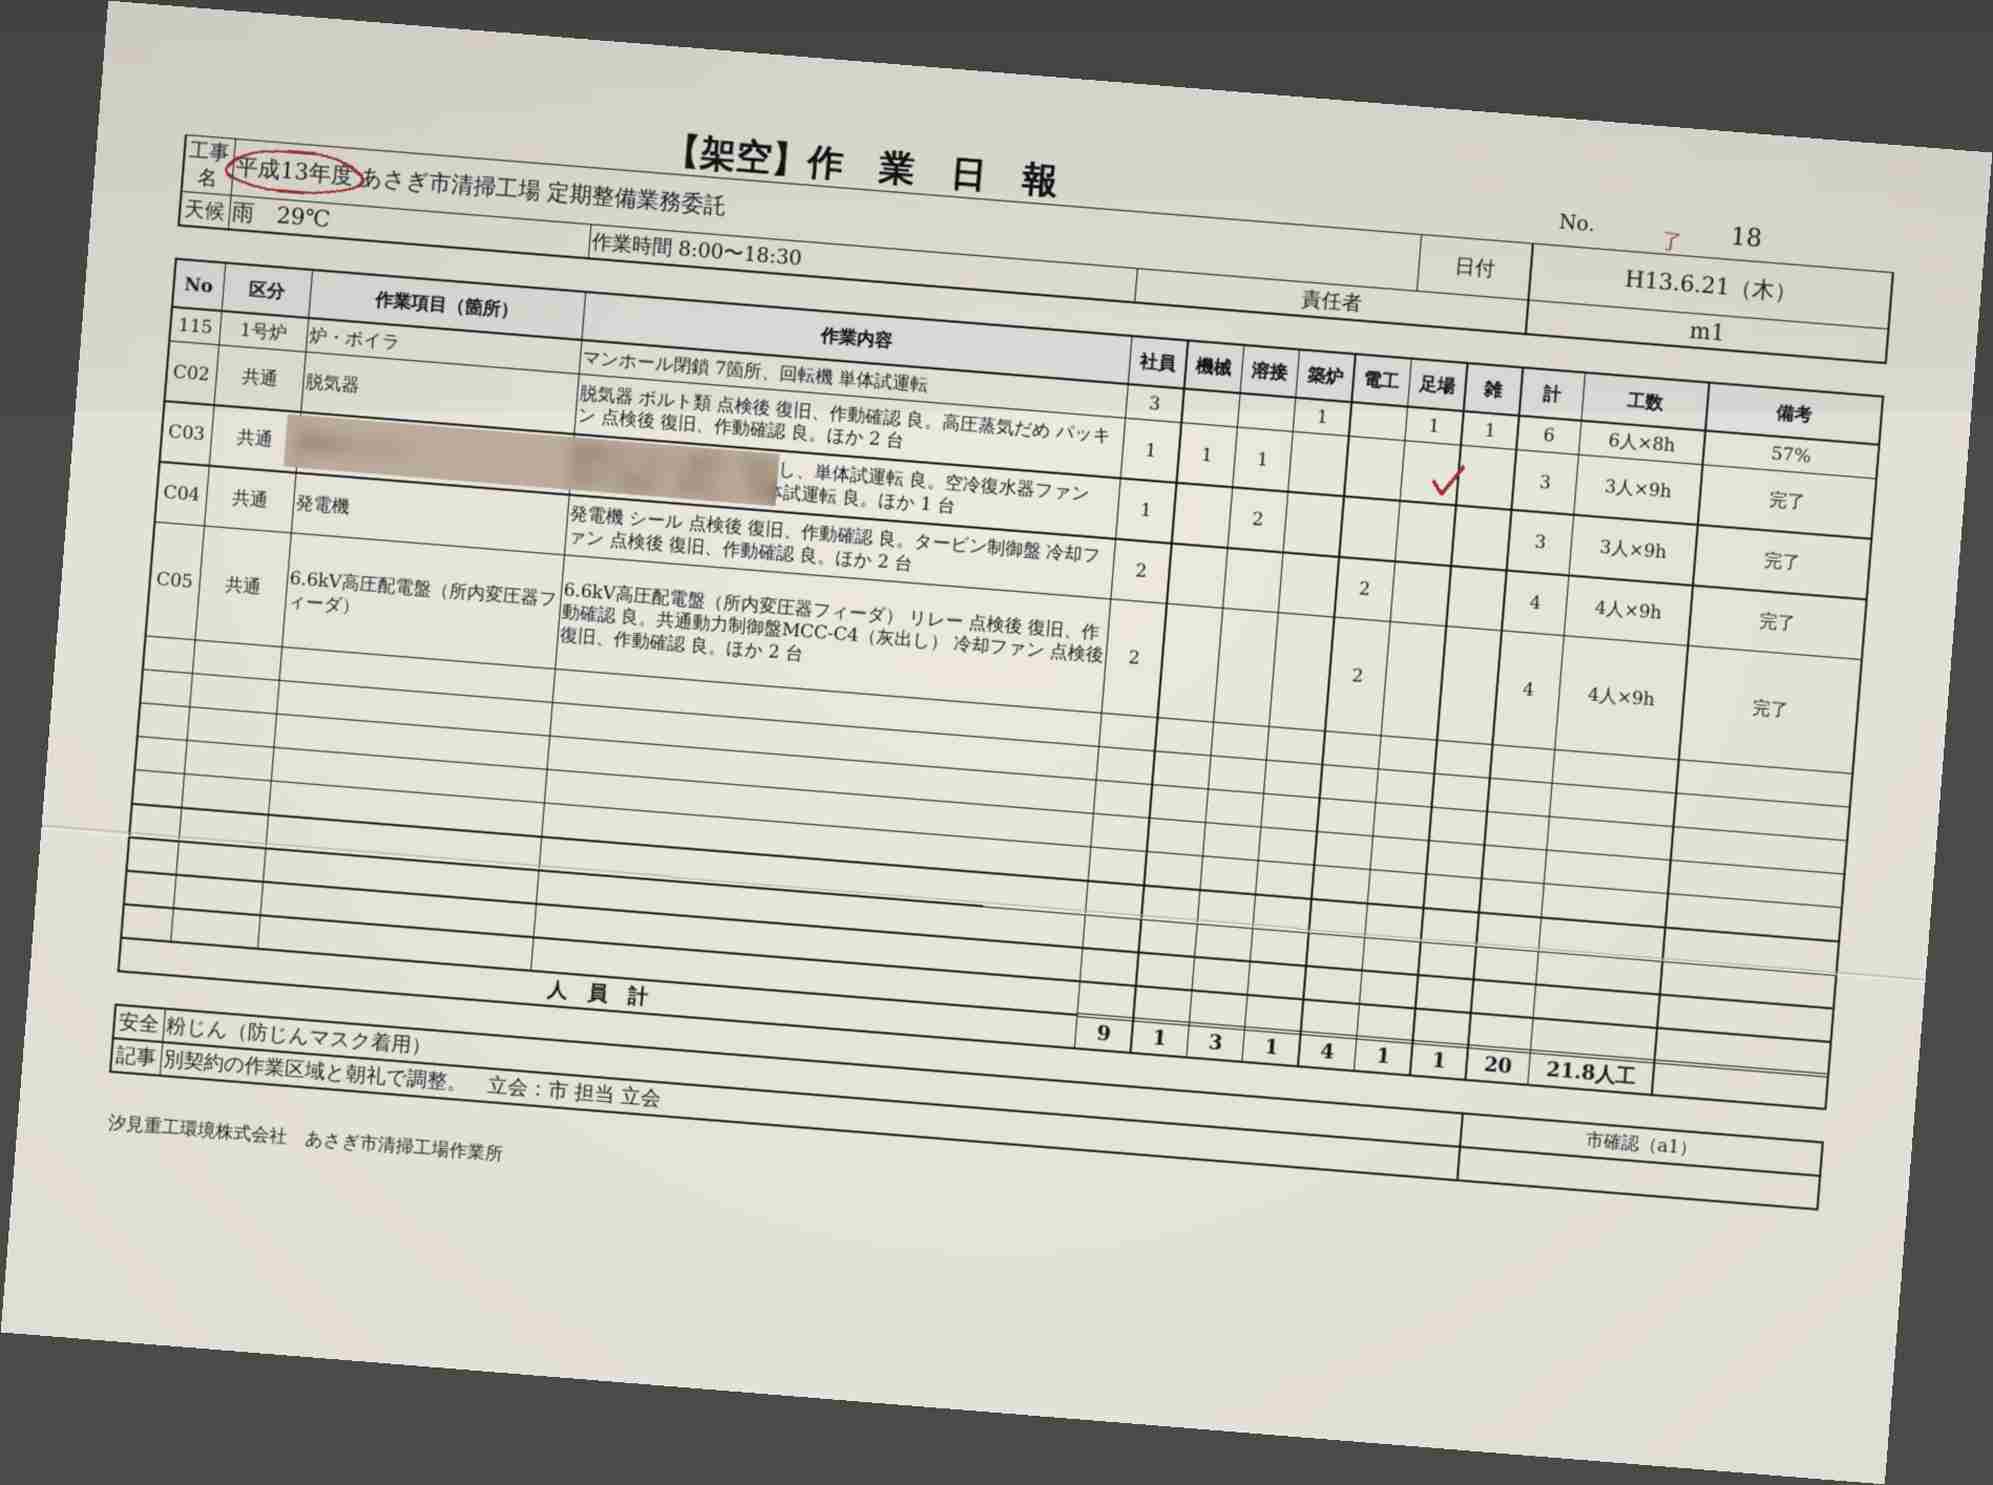 【架空】作 業 日 報
No. 了 18
工事名 平成13年度 あさぎ市清掃工場 定期整備業務委託 日付 H13.6.21（木）
天候 雨 29℃ 作業時間 8:00〜18:30 責任者 m1
No 区分 作業項目（箇所） 作業内容 社員 機械 溶接 築炉 電工 足場 雑 計 工数 備考
115 1号炉 炉・ボイラ マンホール閉鎖 7箇所、回転機 単体試運転 3 1 1 1 6 6人×8h 57%
C02 共通 脱気器 脱気器 ボルト類 点検後 復旧、作動確認 良。高圧蒸気だめ パッキ
ン 点検後 復旧、作動確認 良。ほか 2 台 1 1 1 3 3人×9h 完了
C03 共通 し、単体試運転 良。空冷復水器ファン
試運転 良。ほか 1 台 1 2 3 3人×9h 完了
C04 共通 発電機 発電機 シール 点検後 復旧、作動確認 良。タービン制御盤 冷却フ
ァン 点検後 復旧、作動確認 良。ほか 2 台 2 2 4 4人×9h 完了
C05 共通 6.6kV高圧配電盤（所内変圧器フ
ィーダ） 6.6kV高圧配電盤（所内変圧器フィーダ） リレー 点検後 復旧、作
動確認 良。共通動力制御盤MCC-C4（灰出し） 冷却ファン 点検後
復旧、作動確認 良。ほか 2 台 2 2 4 4人×9h 完了
人 員 計 9 1 3 1 4 1 1 20 21.8人工
安全 粉じん（防じんマスク着用） 市確認（a1）
記事 別契約の作業区域と朝礼で調整。 立会：市 担当 立会
汐見重工環境株式会社 あさぎ市清掃工場作業所